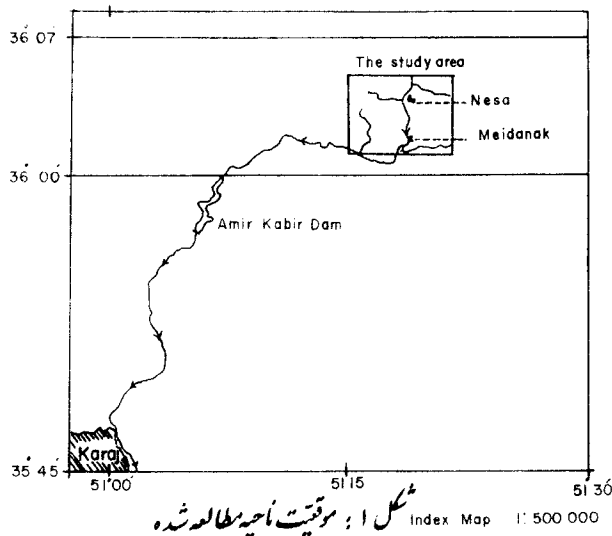 36° 07'
The study area
Nesa
Meidanak
36° 00'
Amir Kabir Dam
Karaj
35° 45'
51°00' 51°15' 51°30'
شکل ۱ : موقعیت ناحیه مطالعه شده Index Map 1:500 000